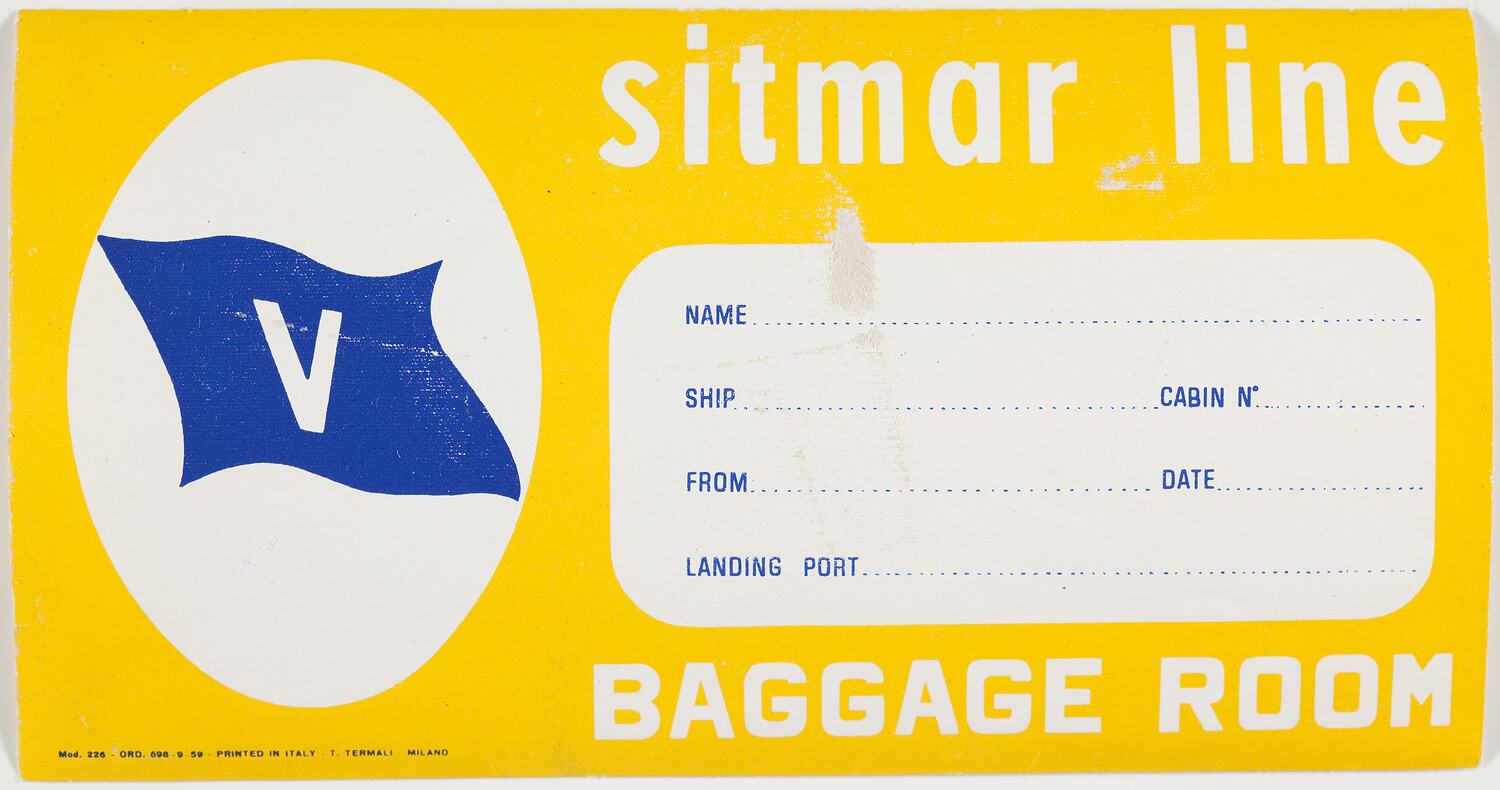 sitmar line
V
NAME
SHIP CABIN N°
FROM DATE
LANDING PORT
BAGGAGE ROOM
Mod. 226 - ORD. 698-9-59 - PRINTED IN ITALY - T. TERMALI - MILANO